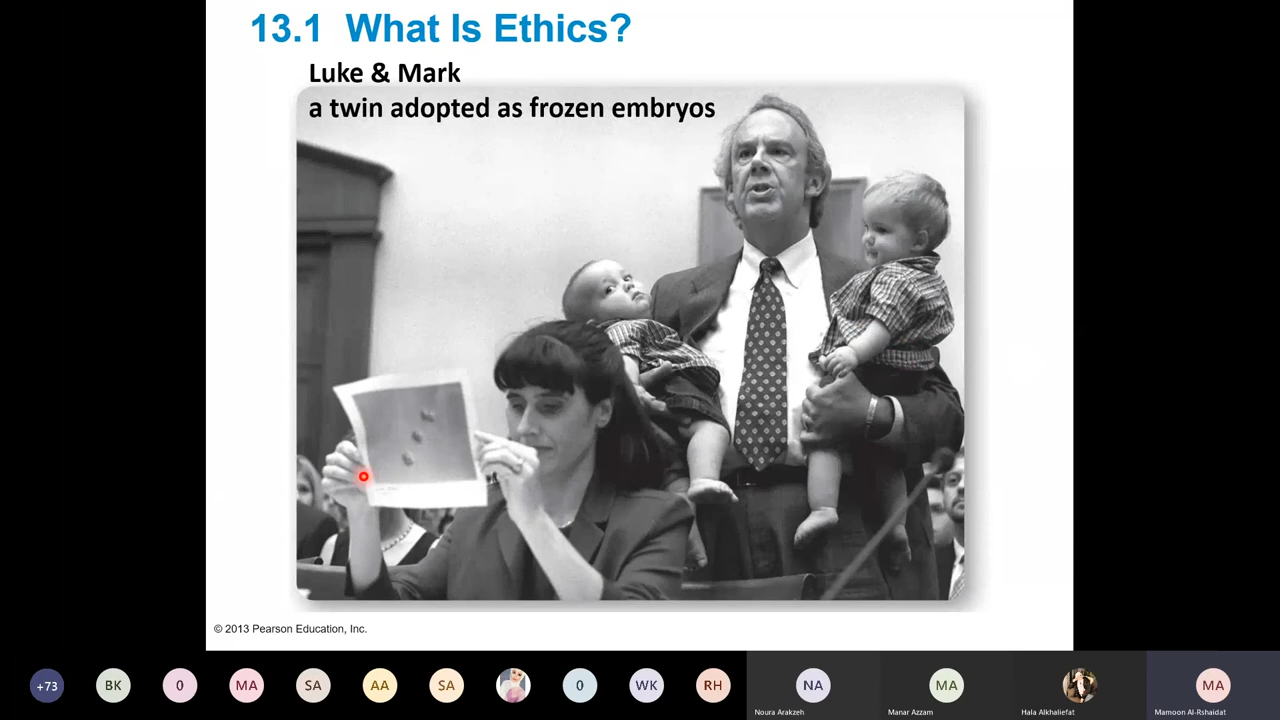 13.1 What Is Ethics?
Luke & Mark
a twin adopted as frozen embryos
© 2013 Pearson Education, Inc.
+73
BK
0
MA
SA
AA
SA
0
WK
RH
NA
MA
MA
Noura Arakzeh
Manar Azzam
Hala Alkhaliefat
Mamoon Al-Rshaidat